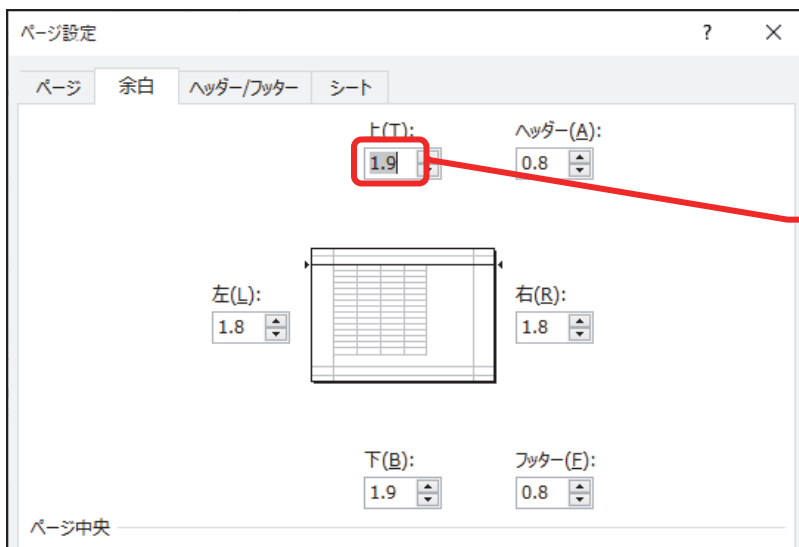 ページ設定 ?
ページ 余白 ヘッダー/フッター シート
上(T): ヘッダー(A):
1.9 0.8
左(L): 右(R):
1.8 1.8
下(B): フッター(F):
1.9 0.8
ページ中央